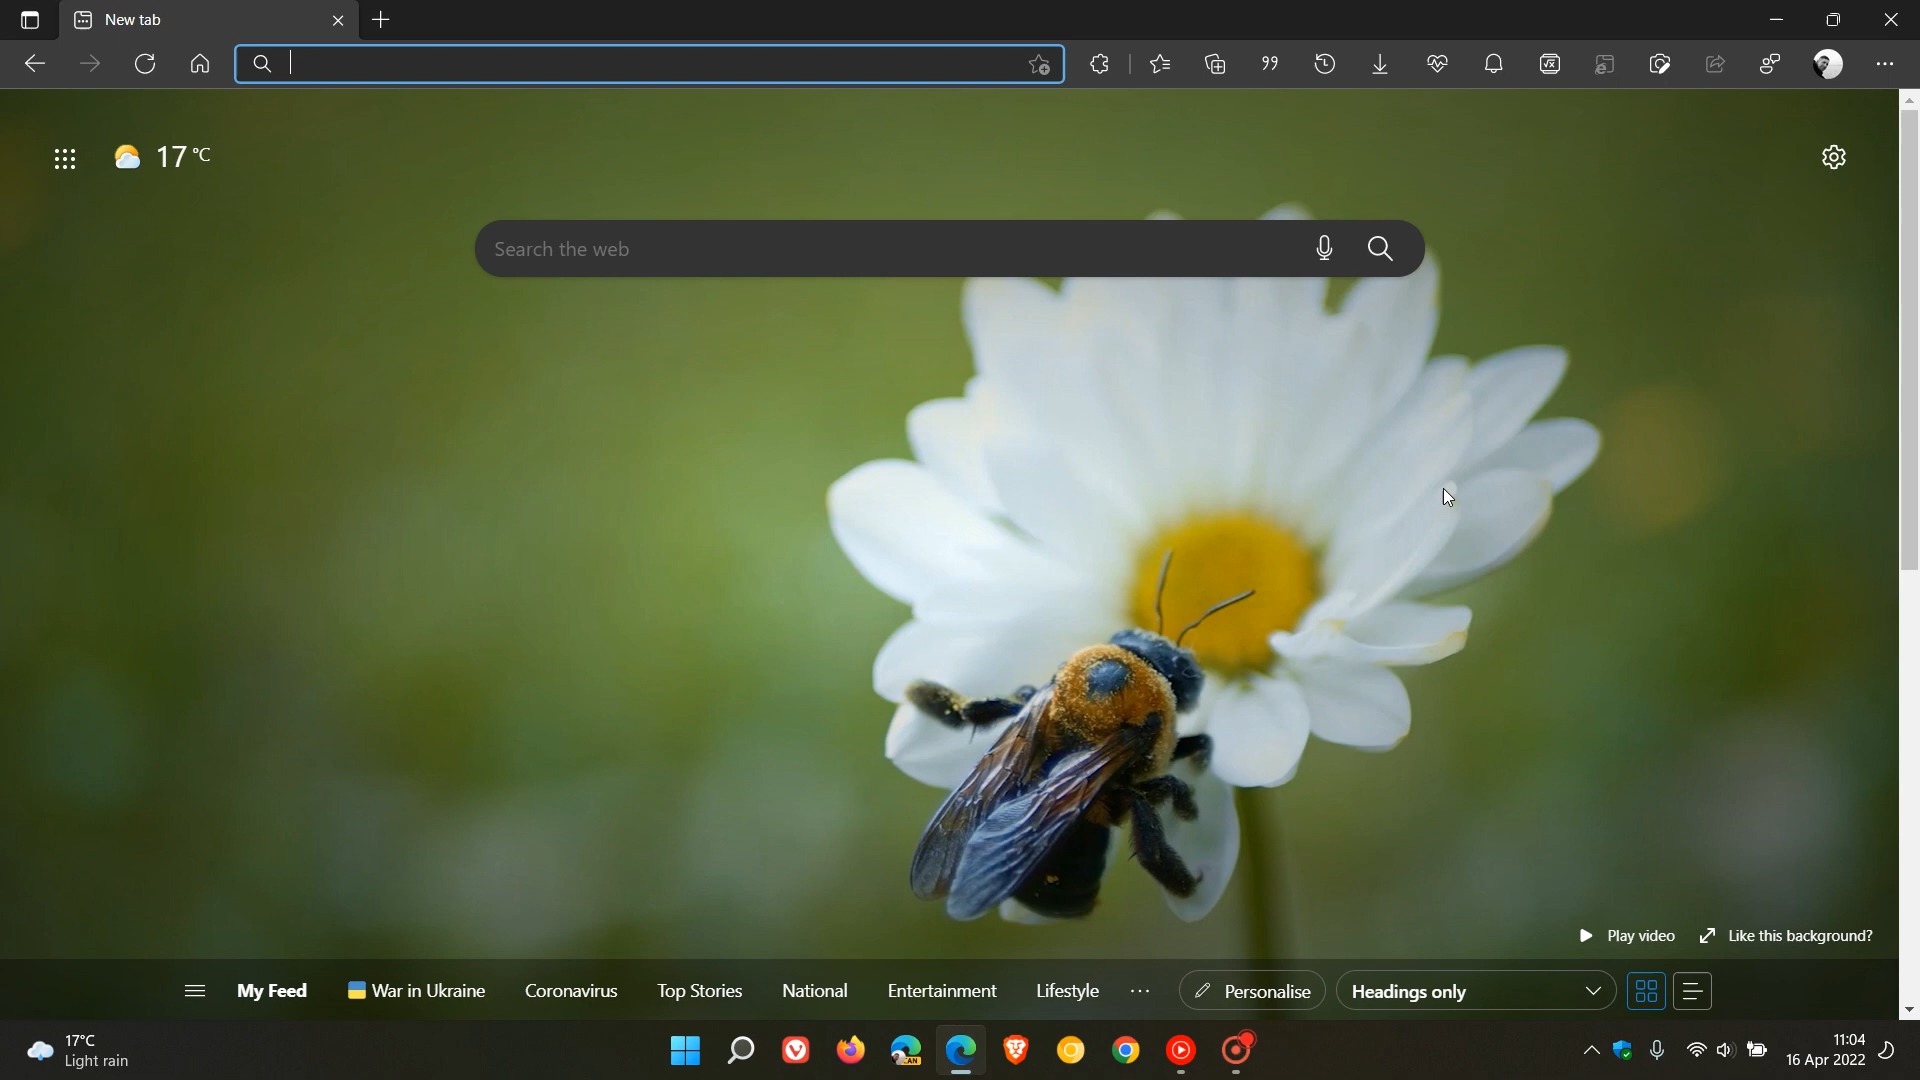 New tab
17 °C
Search the web
Play video
Like this background?
My Feed
War in Ukraine
Coronavirus
Top Stories
National
Entertainment
Lifestyle
Personalise
Headings only
17°C
Light rain
CAN
11:04
16 Apr 2022